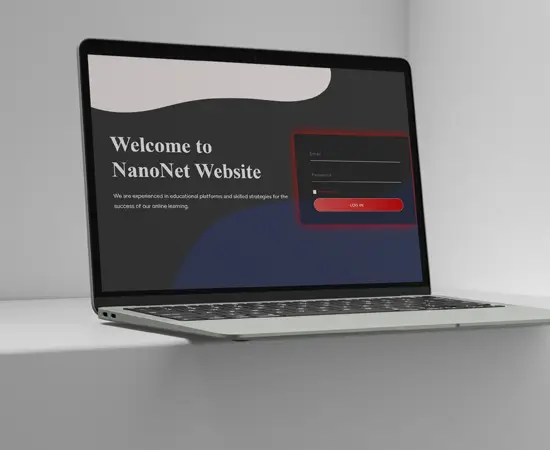 Welcome to
NanoNet Website
We are experienced in educational platforms and skilled strategies for the
success of our online learning.
Email
Password
LOG IN